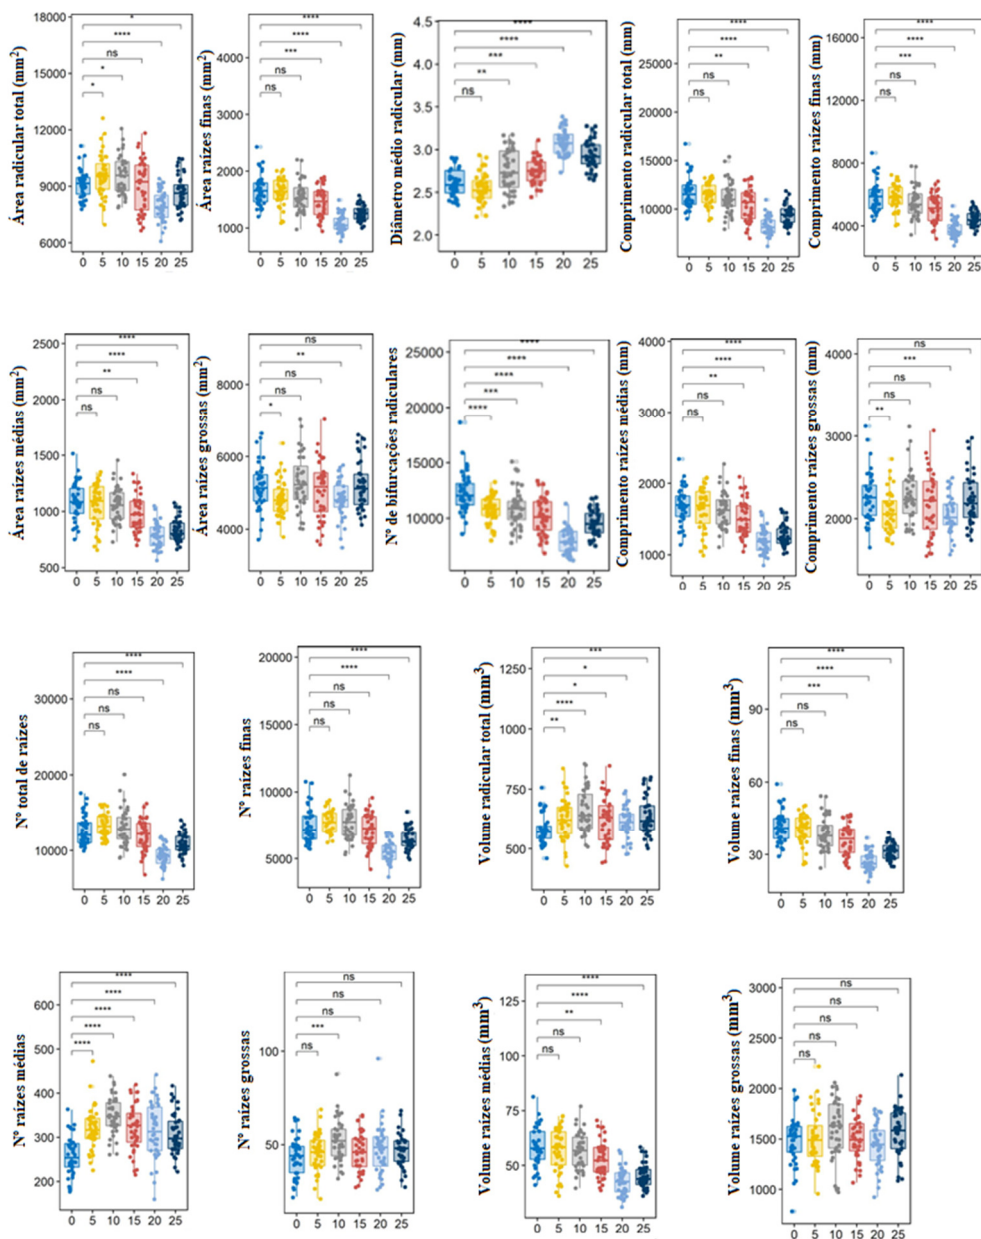 Área radicular total (mm²)
18000
15000
12000
9000
6000
*
****
ns
*
*
0 5 10 15 20 25
Área raízes finas (mm²)
4000
3000
2000
1000
****
****
***
ns
ns
0 5 10 15 20 25
Diâmetro médio radicular (mm)
4.5
4.0
3.5
3.0
2.5
2.0
****
****
***
**
ns
0 5 10 15 20 25
Comprimento radicular total (mm)
25000
20000
15000
10000
****
****
**
ns
ns
0 5 10 15 20 25
Comprimento raízes finas (mm)
16000
12000
8000
4000
****
****
***
ns
ns
0 5 10 15 20 25
Área raízes médias (mm²)
2500
2000
1500
1000
500
****
****
**
ns
ns
0 5 10 15 20 25
Área raízes grossas (mm²)
8000
6000
4000
ns
**
ns
ns
*
0 5 10 15 20 25
N° de bifurcações radiculares
25000
20000
15000
10000
****
****
****
***
****
0 5 10 15 20 25
Comprimento raízes médias (mm)
4000
3000
2000
1000
****
****
**
ns
ns
0 5 10 15 20 25
Comprimento raízes grossas (mm)
4000
3000
2000
ns
***
ns
ns
**
0 5 10 15 20 25
N° total de raízes
30000
20000
10000
****
****
ns
ns
ns
0 5 10 15 20 25
N° raízes finas
20000
15000
10000
5000
****
****
ns
ns
ns
0 5 10 15 20 25
Volume radicular total (mm³)
1250
1000
750
500
***
*
*
****
**
0 5 10 15 20 25
Volume raízes finas (mm³)
90
60
30
****
****
***
ns
ns
0 5 10 15 20 25
N° raízes médias
600
500
400
300
200
****
****
****
****
****
0 5 10 15 20 25
N° raízes grossas
100
50
ns
ns
ns
***
ns
0 5 10 15 20 25
Volume raízes médias (mm³)
125
100
75
50
****
****
**
ns
ns
0 5 10 15 20 25
Volume raízes grossas (mm³)
3000
2500
2000
1500
1000
ns
ns
ns
ns
ns
0 5 10 15 20 25